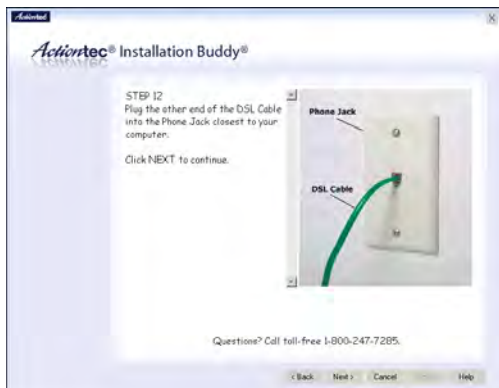 Actiontec
X
Actiontec® Installation Buddy®
STEP 12
Plug the other end of the DSL Cable
into the Phone Jack closest to your
computer.
Click NEXT to continue.
Phone Jack
DSL Cable
Questions? Call toll-free 1-800-247-7285.
< Back Next > Cancel Help